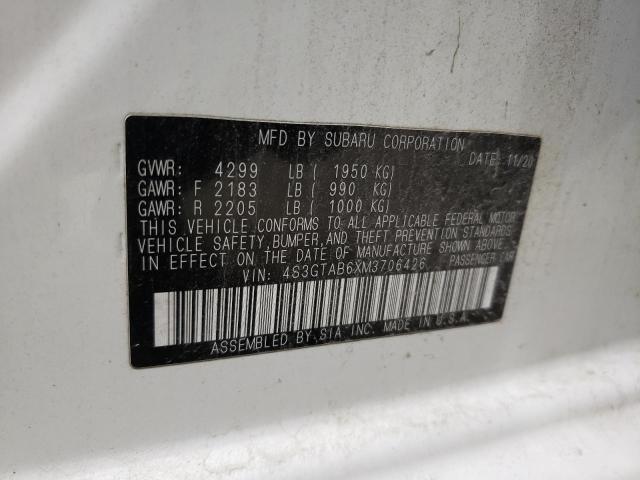 MFD BY SUBARU CORPORATION
DATE: 11/20
GVWR: 4299 LB ( 1950 KG)
GAWR: F 2183 LB ( 990 KG)
GAWR: R 2205 LB ( 1000 KG)
THIS VEHICLE CONFORMS TO ALL APPLICABLE FEDERAL MOTOR
VEHICLE SAFETY, BUMPER, AND THEFT PREVENTION STANDARDS
IN EFFECT ON THE DATE OF MANUFACTURE SHOWN ABOVE.
VIN: 4S3GTAB6XM3706426 PASSENGER CAR
ASSEMBLED BY SIA INC. MADE IN U.S.A.